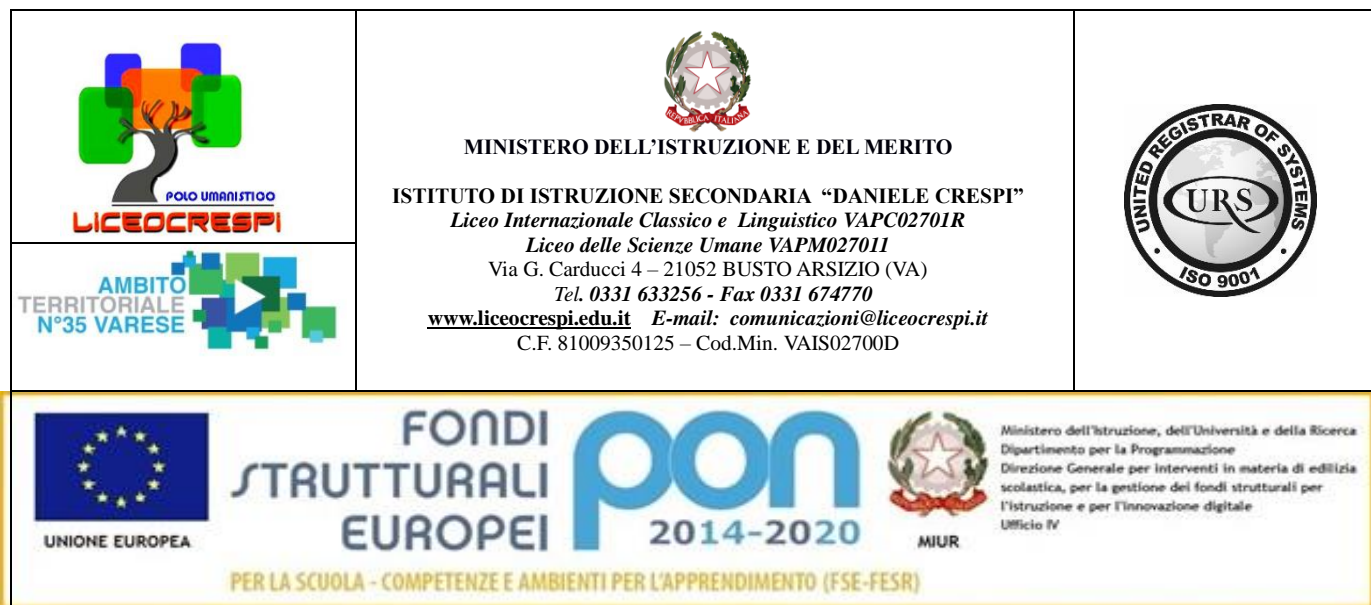 POLO UMANISTICO
LICEOCRESPI
AMBITO
TERRITORIALE
N°35 VARESE
REPVBBLICA ITALIANA
MINISTERO DELL’ISTRUZIONE E DEL MERITO
ISTITUTO DI ISTRUZIONE SECONDARIA “DANIELE CRESPI”
Liceo Internazionale Classico e Linguistico VAPC02701R
Liceo delle Scienze Umane VAPM027011
Via G. Carducci 4 – 21052 BUSTO ARSIZIO (VA)
Tel. 0331 633256 - Fax 0331 674770
www.liceocrespi.edu.it E-mail: comunicazioni@liceocrespi.it
C.F. 81009350125 – Cod.Min. VAIS02700D
UNITED REGISTRAR OF SYSTEMS
URS
ISO 9001
UNIONE EUROPEA
FONDI
STRUTTURALI
EUROPEI
pon
2014-2020
MIUR
Ministero dell'Istruzione, dell'Università e della Ricerca
Dipartimento per la Programmazione
Direzione Generale per interventi in materia di edilizia
scolastica, per la gestione dei fondi strutturali per
l'istruzione e per l'innovazione digitale
Ufficio IV
PER LA SCUOLA - COMPETENZE E AMBIENTI PER L'APPRENDIMENTO (FSE-FESR)